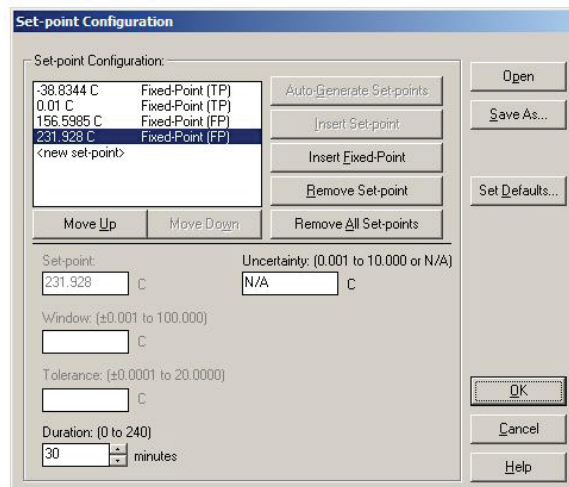 Set-point Configuration
Set-point Configuration:
-38.8344 C Fixed-Point (TP)
0.01 C Fixed-Point (TP)
156.5985 C Fixed-Point (FP)
231.928 C Fixed-Point (FP)
<new set-point>
Auto-Generate Set-points
Insert Set-point
Insert Fixed-Point
Remove Set-point
Move Up
Move Down
Remove All Set-points
Set-point:
231.928 C
Uncertainty: (0.001 to 10.000 or N/A)
N/A C
Window: (±0.001 to 100.000)
C
Tolerance: (±0.0001 to 20.0000)
C
Duration: (0 to 240)
30 minutes
Open
Save As...
Set Defaults...
OK
Cancel
Help